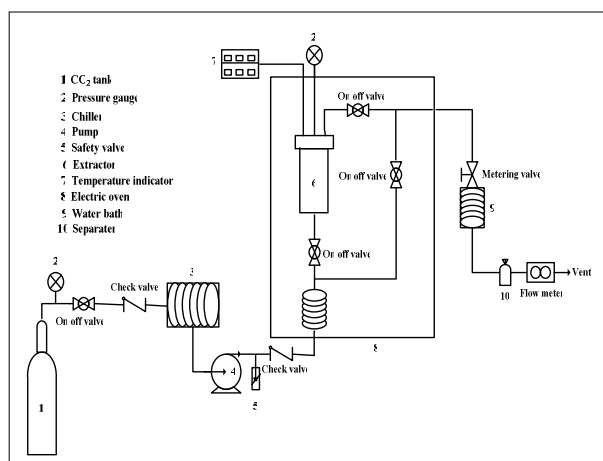 1 CC2 tank
2 Pressure gauge
3 Chiller
4 Pump
5 Safety valve
6 Extractor
7 Temperature indicator
8 Electric oven
9 Water bath
10 Separater
2
7
On off valve
On off valve
6
Metering valve
9
On off valve
2
Check valve
3
On off valve
10
Flow meter
Vent
8
4
Check valve
5
1